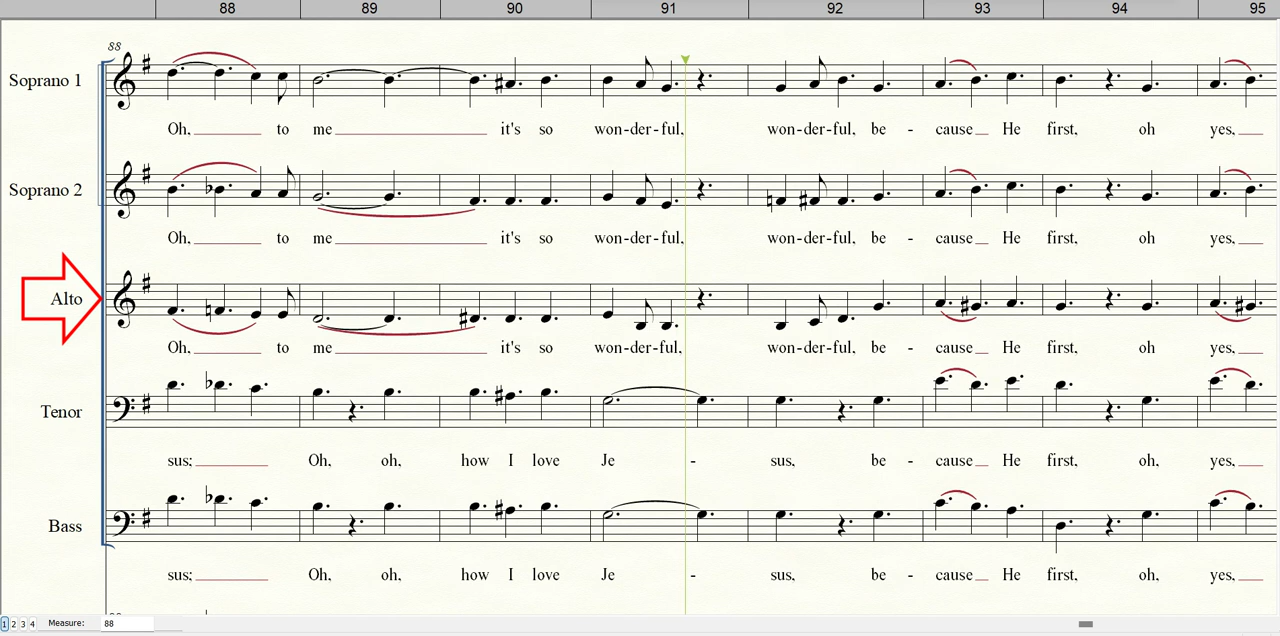 88 89 90 91 92 93 94 95
88
Soprano 1
Oh, to me it's so won-der-ful, won-der-ful, be - cause He first, oh yes,
Soprano 2
Oh, to me it's so won-der-ful, won-der-ful, be - cause He first, oh yes,
Alto
Oh, to me it's so won-der-ful, won-der-ful, be - cause He first, oh yes,
Tenor
sus; Oh, oh, how I love Je - sus, be - cause He first, oh, yes,
Bass
sus; Oh, oh, how I love Je - sus, be - cause He first, oh, yes,
1 2 3 4 Measure: 88